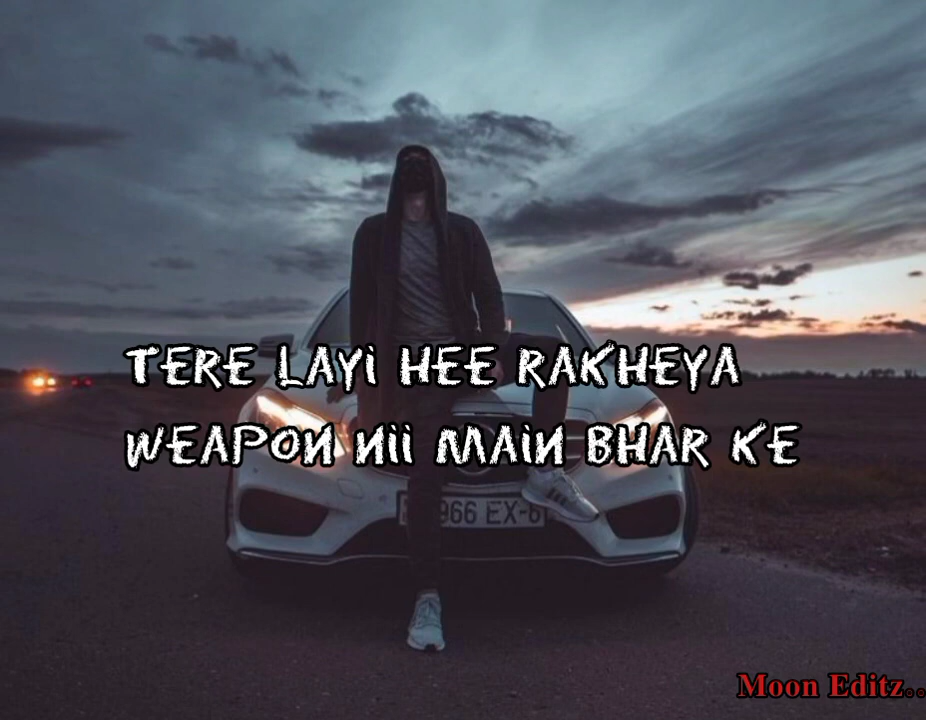 TERE LAYi HEE RAKHEYA
WEAPON Nii MAiN BHAR KE
966 EX-6
Moon Editz..